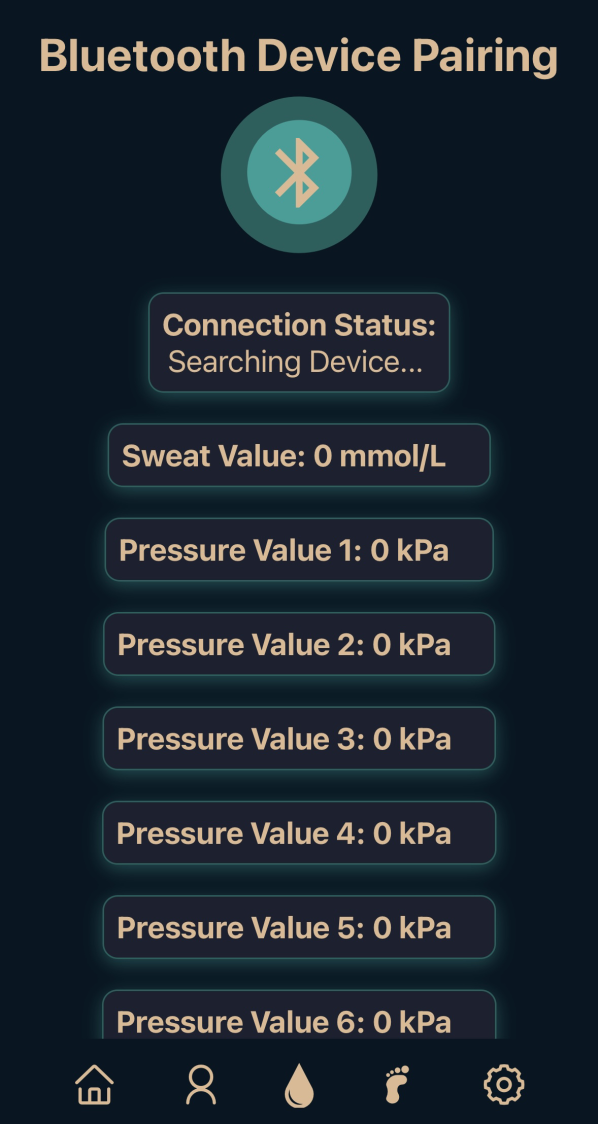 Bluetooth Device Pairing
Connection Status:
Searching Device...
Sweat Value: 0 mmol/L
Pressure Value 1: 0 kPa
Pressure Value 2: 0 kPa
Pressure Value 3: 0 kPa
Pressure Value 4: 0 kPa
Pressure Value 5: 0 kPa
Pressure Value 6: 0 kPa